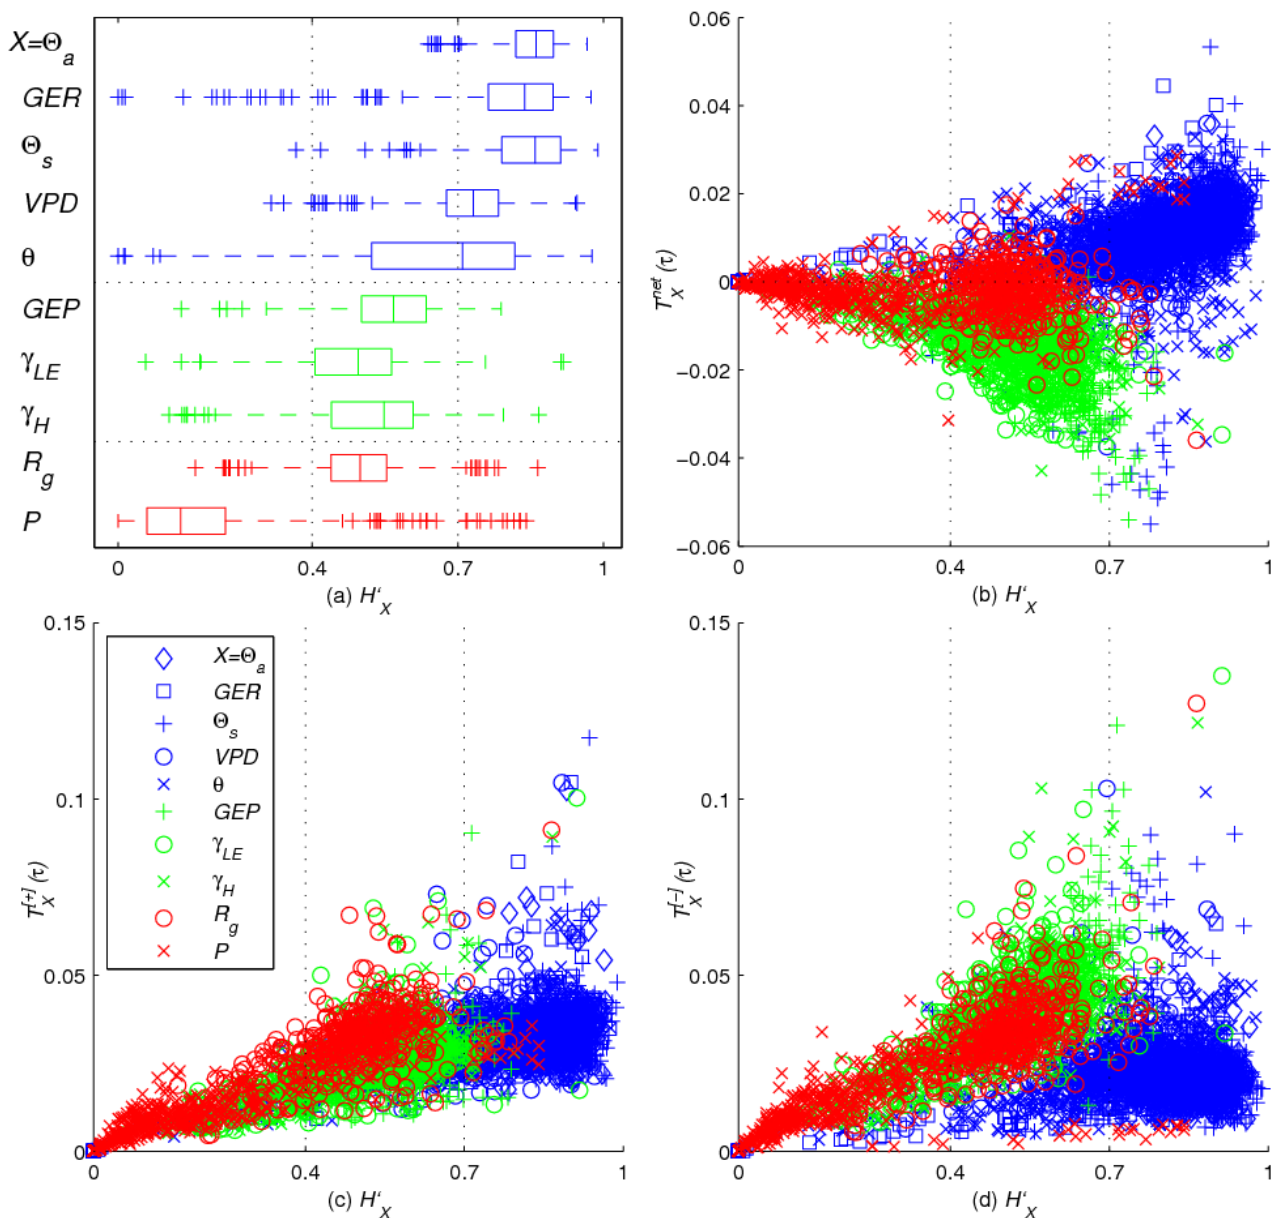 X=Θa
GER
Θs
VPD
θ
GEP
γLE
γH
Rg
P
0 0.4 0.7 1
(a) H'X
0.06
0.04
0.02
0
−0.02
−0.04
−0.06
TXnet(τ)
0 0.4 0.7 1
(b) H'X
0.15
0.1
0.05
0
TX[+](τ)
X=Θa
GER
Θs
VPD
θ
GEP
γLE
γH
Rg
P
0 0.4 0.7 1
(c) H'X
0.15
0.1
0.05
0
TX[−](τ)
0 0.4 0.7 1
(d) H'X